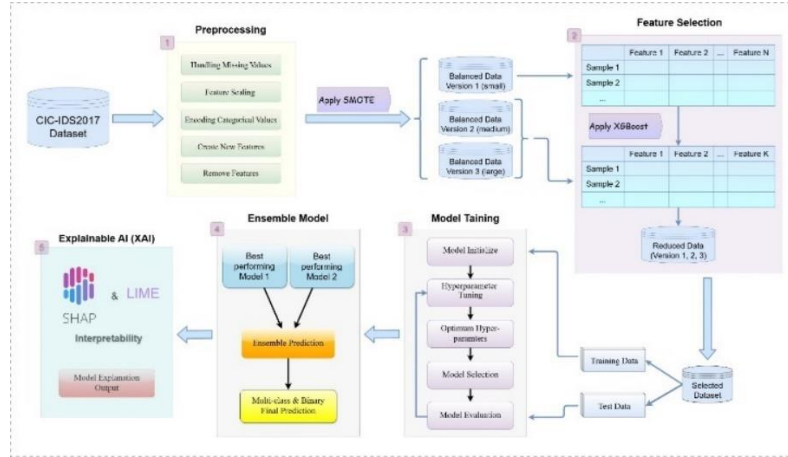 Preprocessing
1
Handling Missing Values
Feature Scaling
Encoding Categorical Values
Create New Features
Remove Features
CIC-IDS2017
Dataset
Apply SMOTE
Balanced Data
Version 1 (small)
Balanced Data
Version 2 (medium)
Balanced Data
Version 3 (large)
Feature Selection
2
Feature 1 Feature 2 ... Feature N
Sample 1
Sample 2
...
Apply XGBoost
Feature 1 Feature 2 ... Feature K
Sample 1
Sample 2
...
Reduced Data
(Version 1, 2, 3)
Selected
Dataset
Training Data
Test Data
Model Taining
3
Model Initialize
Hyperparameter
Tuning
Optimum Hyper-
paramters
Model Selection
Model Evaluation
Ensemble Model
4
Best
performing
Model 1
Best
performing
Model 2
Ensemble Prediction
Multi-class & Binary
Final Prediction
Explainable AI (XAI)
5
SHAP
& LIME
Interpretability
Model Explanation
Output